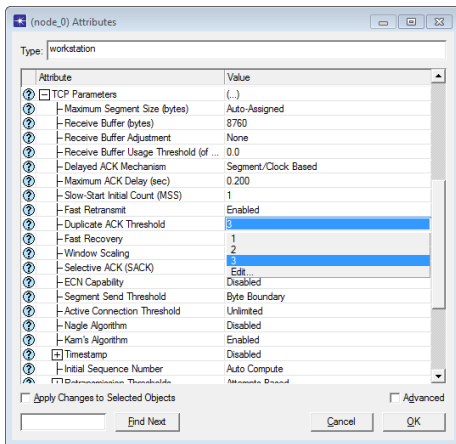 (node_0) Attributes
Type: workstation
Attribute Value
TCP Parameters (...)
Maximum Segment Size (bytes) Auto-Assigned
Receive Buffer (bytes) 8760
Receive Buffer Adjustment None
Receive Buffer Usage Threshold (of ... 0.0
Delayed ACK Mechanism Segment/Clock Based
Maximum ACK Delay (sec) 0.200
Slow-Start Initial Count (MSS) 1
Fast Retransmit Enabled
Duplicate ACK Threshold 3
Fast Recovery 1
Window Scaling 2
Selective ACK (SACK) 3
Edit...
ECN Capability Disabled
Segment Send Threshold Byte Boundary
Active Connection Threshold Unlimited
Nagle Algorithm Disabled
Karn's Algorithm Enabled
Timestamp Disabled
Initial Sequence Number Auto Compute
Retransmission Thresholds Attempts Based
Apply Changes to Selected Objects Advanced
Find Next Cancel OK